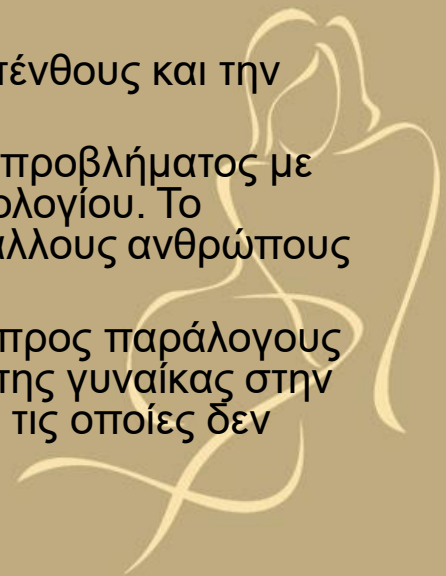 τένθους και την
προβλήματος με
ολογίου. Το
άλλους ανθρώπους
προς παράλογους
της γυναίκας στην
τις οποίες δεν